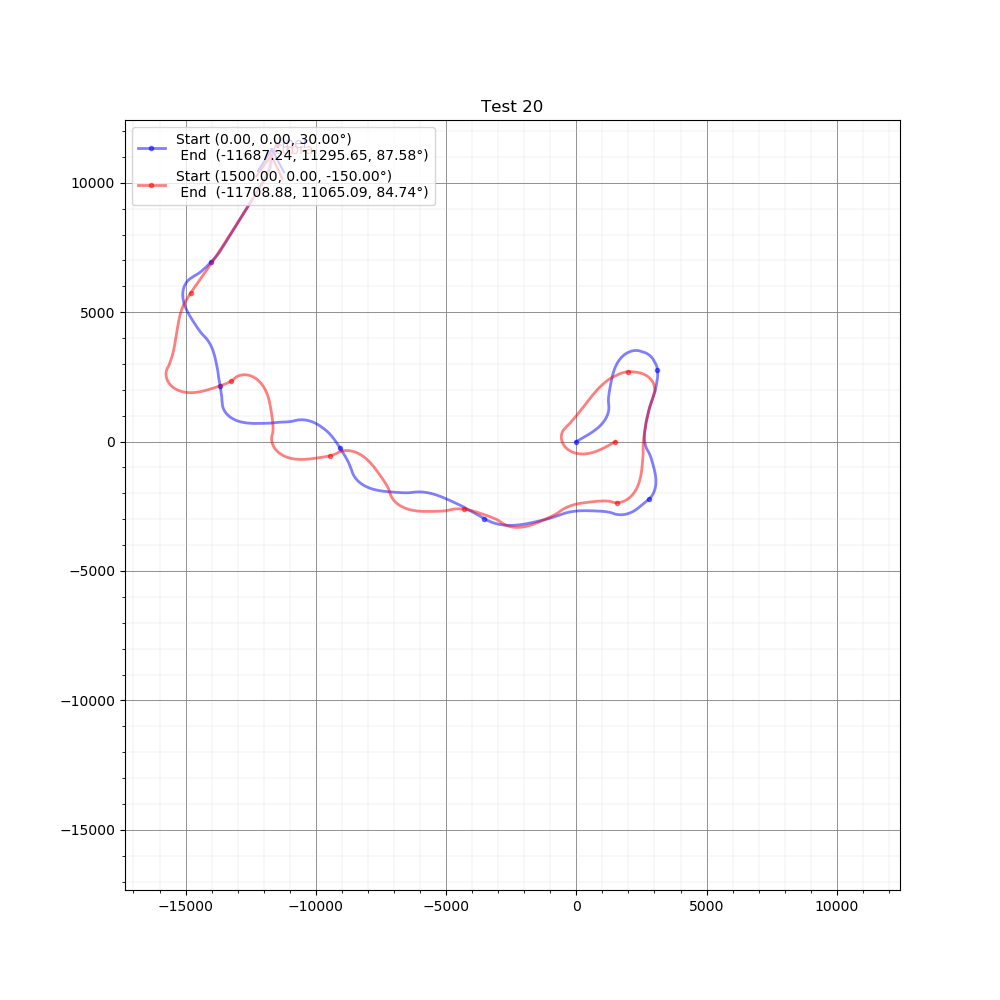 Test 20
Start (0.00, 0.00, 30.00°)
End (-11687.24, 11295.65, 87.58°)
Start (1500.00, 0.00, -150.00°)
End (-11708.88, 11065.09, 84.74°)
10000
5000
0
−5000
−10000
−15000
−15000 −10000 −5000 0 5000 10000